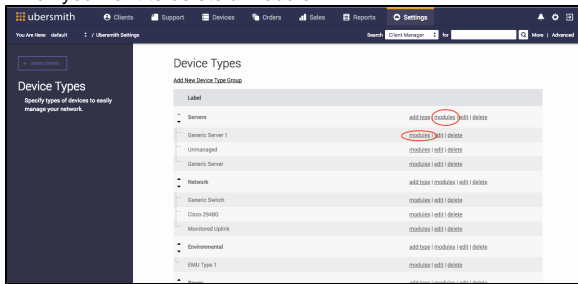 ubersmith
Clients
Support
Devices
Orders
Sales
Reports
Settings
You Are Here: default / Ubersmith Settings
Search Client Manager for
More | Advanced
Device Types
Specify types of devices to easily
manage your network.
Device Types
Add New Device Type Group
Label
Servers add type | modules | edit | delete
Generic Server 1 modules | edit | delete
Unmanaged modules | edit | delete
Generic Server modules | edit | delete
Network add type | modules | edit | delete
Generic Switch modules | edit | delete
Cisco 2948G modules | edit | delete
Monitored Uplink modules | edit | delete
Environmental add type | modules | edit | delete
EMU Type 1 modules | edit | delete